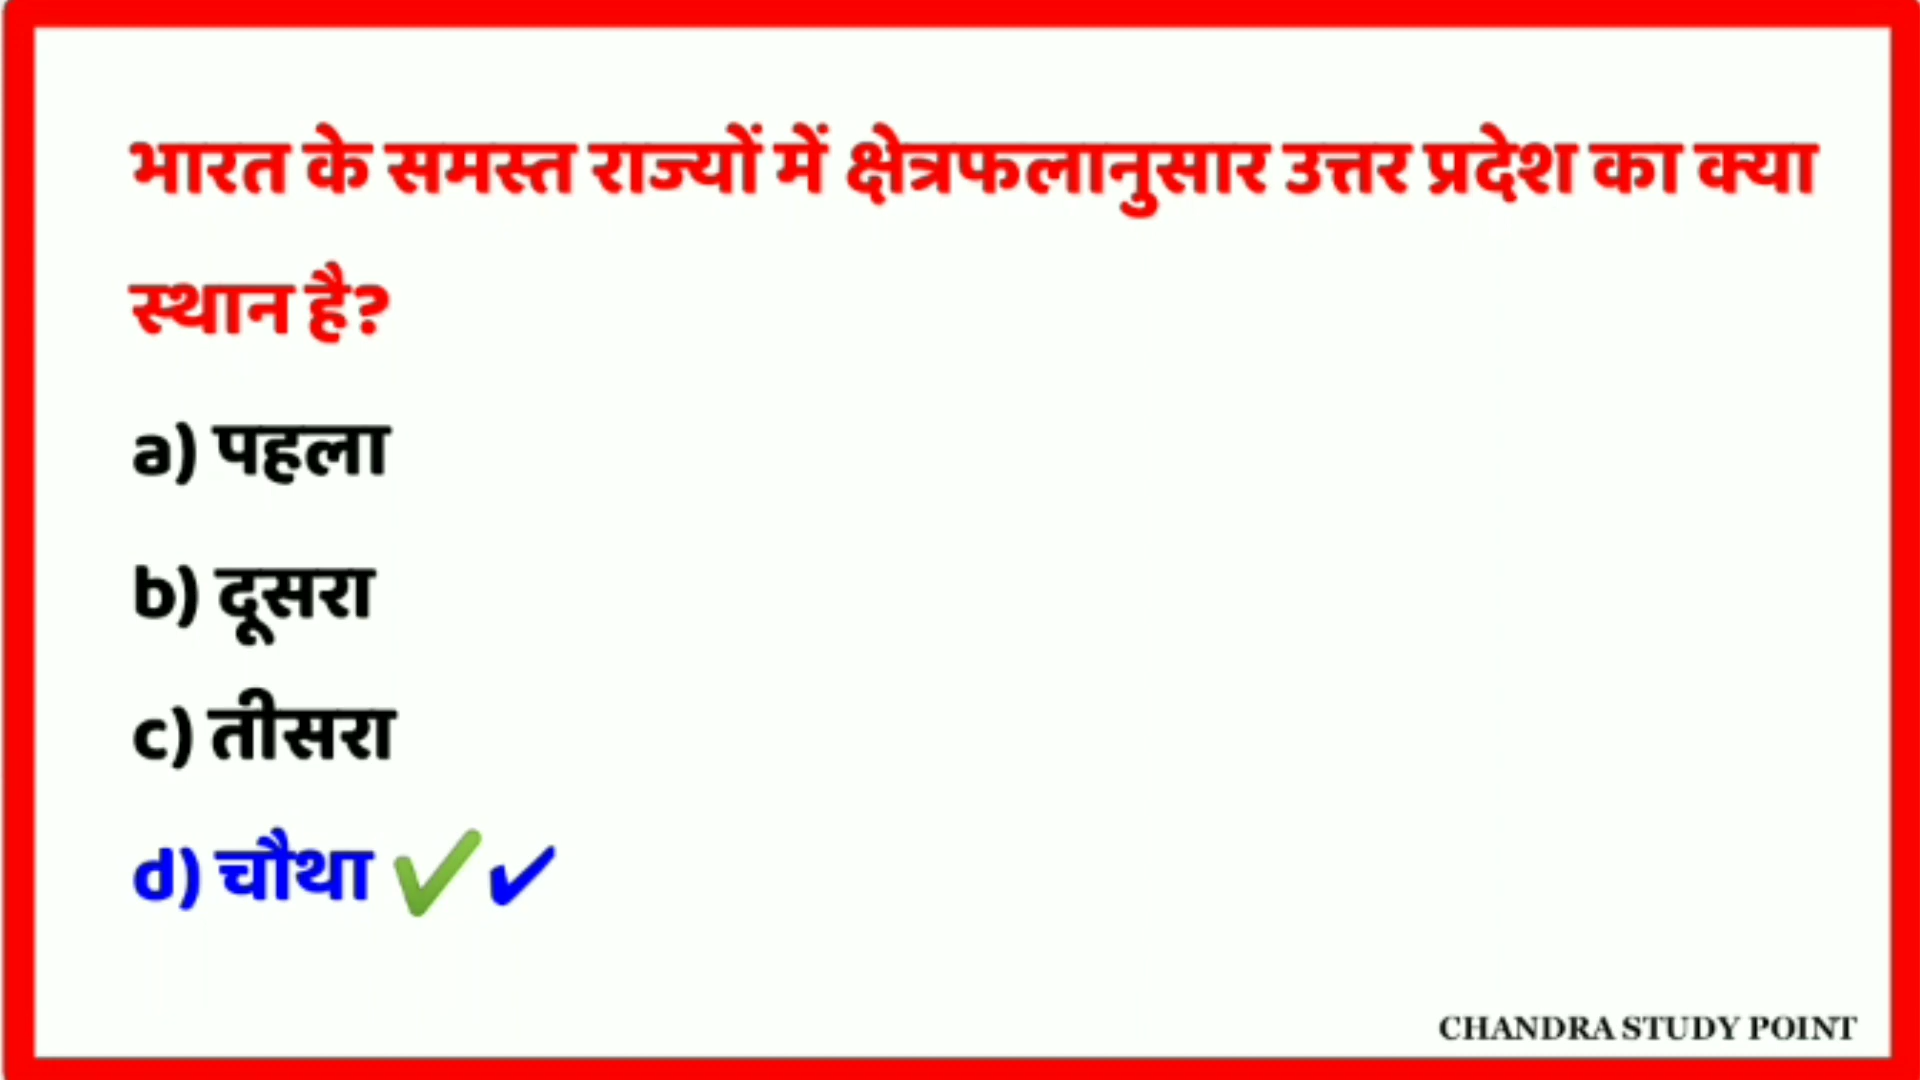 भारत के समस्त राज्यों में क्षेत्रफलानुसार उत्तर प्रदेश का क्या
स्थान है?
a) पहला
b) दूसरा
c) तीसरा
d) चौथा ✅✔
CHANDRA STUDY POINT